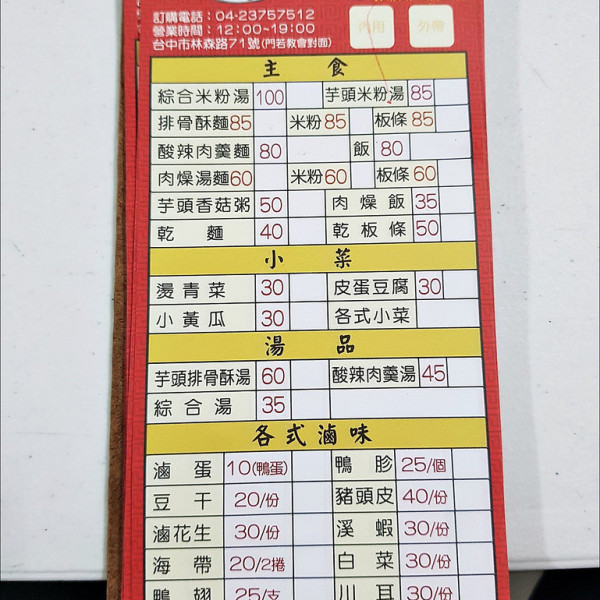 訂購電話：04-23757512
營業時間：12:00~19:00
台中市林森路71號(門若教會對面)
內用 外帶
主食
綜合米粉湯 100 芋頭米粉湯 85
排骨酥麵 85 米粉 85 板條 85
酸辣肉羹麵 80 飯 80
肉燥湯麵 60 米粉 60 板條 60
芋頭香菇粥 50 肉燥飯 35
乾麵 40 乾板條 50
小菜
燙青菜 30 皮蛋豆腐 30
小黃瓜 30 各式小菜
湯品
芋頭排骨酥湯 60 酸辣肉羹湯 45
綜合湯 35
各式滷味
滷蛋 10(鴨蛋) 鴨胗 25/個
豆干 20/份 豬頭皮 40/份
滷花生 30/份 溪蝦 30/份
海帶 20/2捲 白菜 30/份
鴨翅 25/支 川耳 30/份